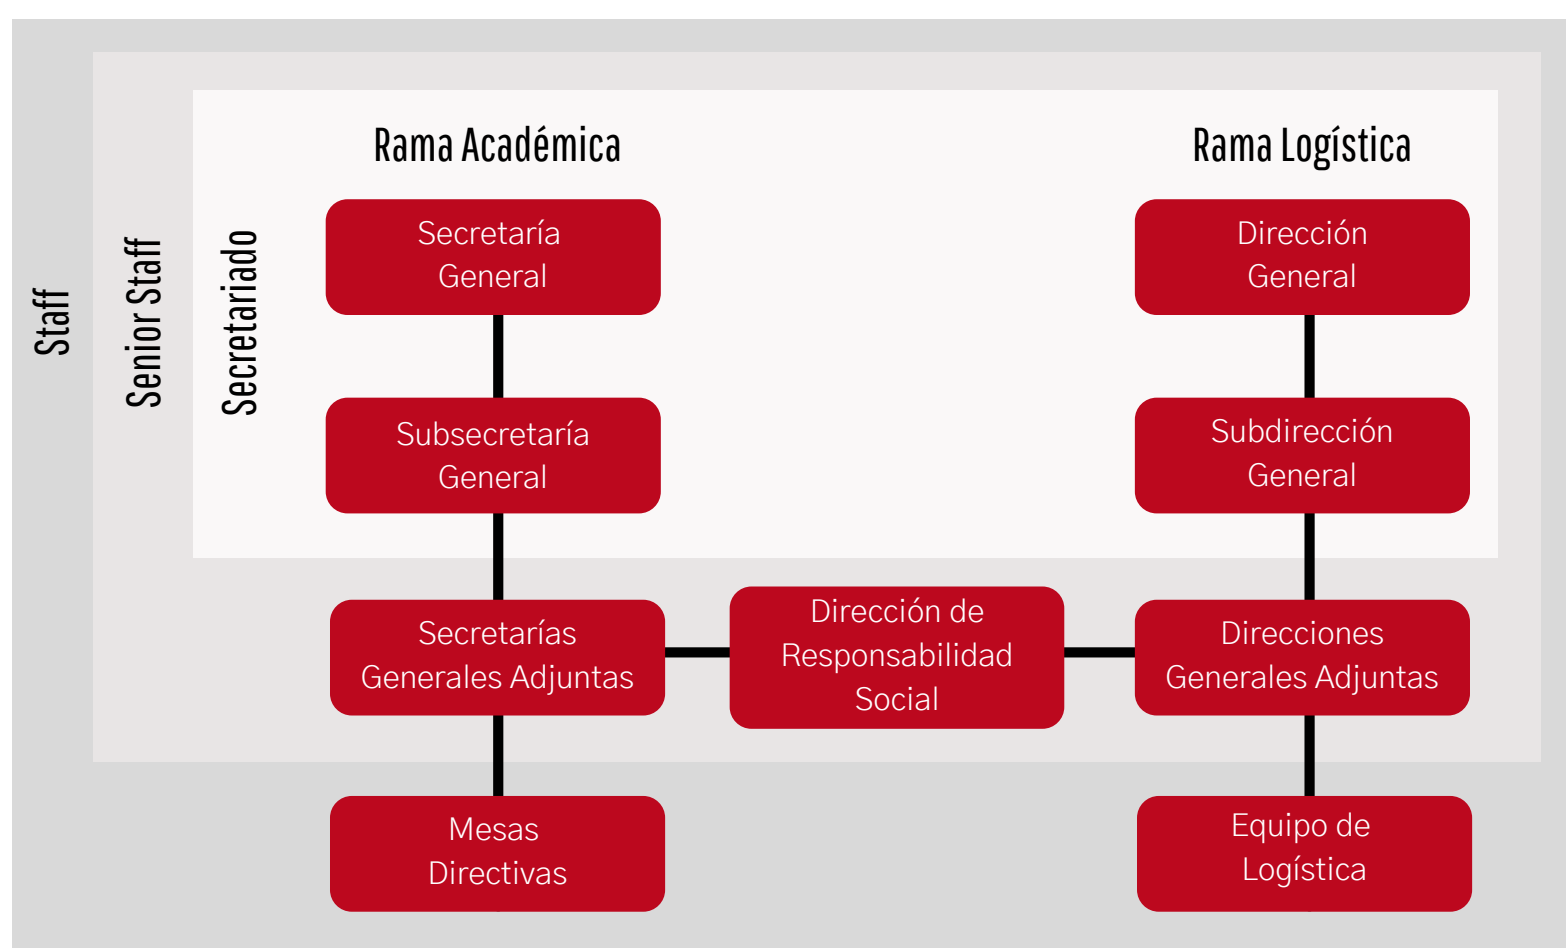 Staff
Senior Staff
Secretariado
Rama Académica
Rama Logística
Secretaría
General
Dirección
General
Subsecretaría
General
Subdirección
General
Secretarías
Generales Adjuntas
Dirección de
Responsabilidad
Social
Direcciones
Generales Adjuntas
Mesas
Directivas
Equipo de
Logística